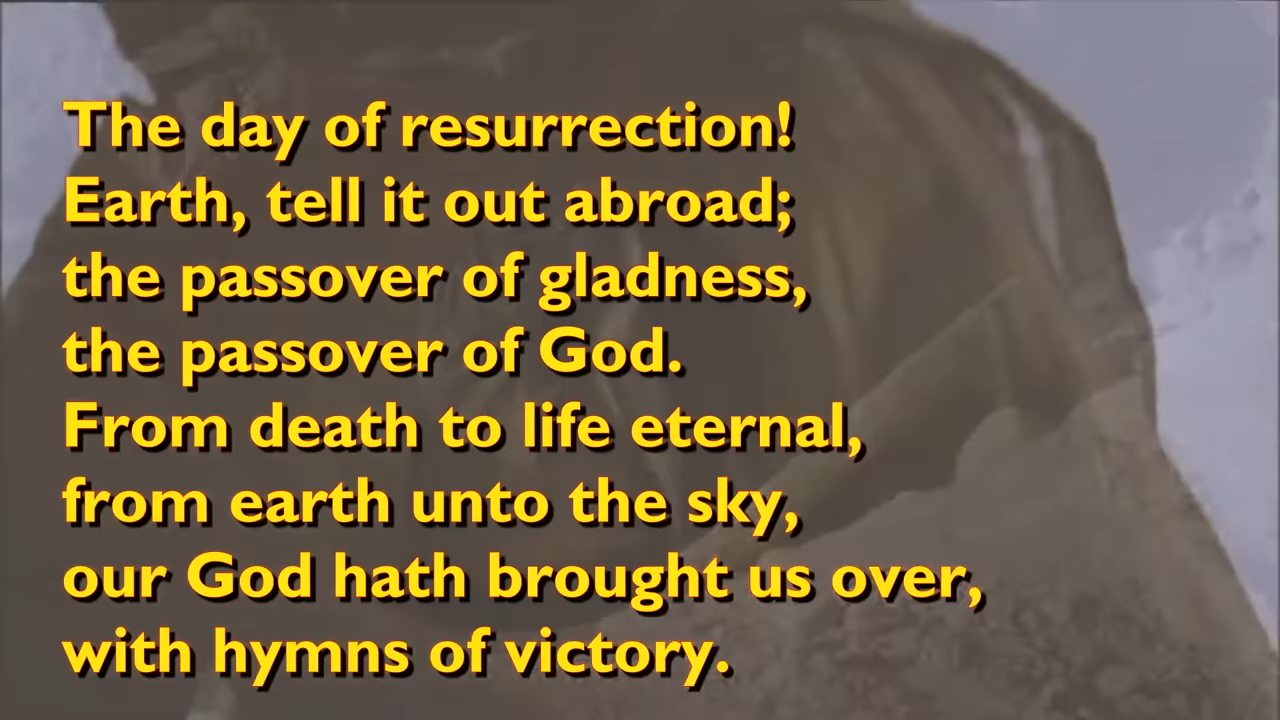 The day of resurrection!
Earth, tell it out abroad;
the passover of gladness,
the passover of God.
From death to life eternal,
from earth unto the sky,
our God hath brought us over,
with hymns of victory.